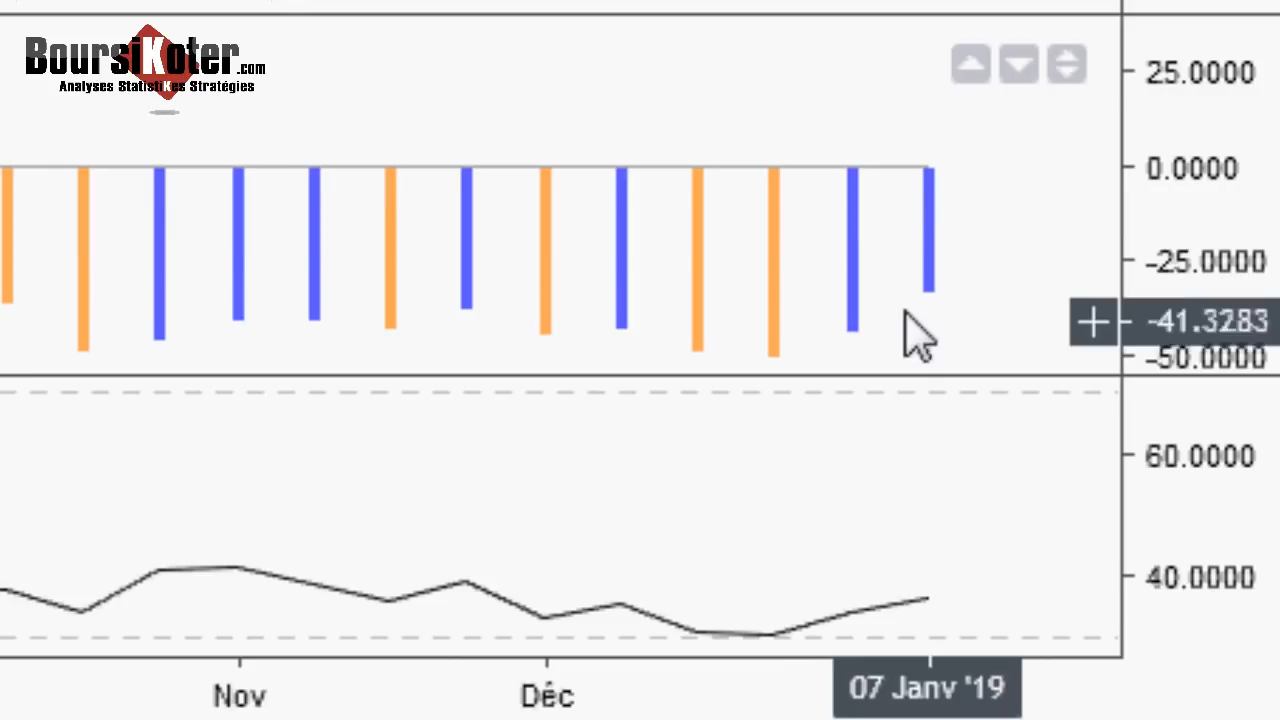 BoursiKoter.com
Analyses StatistiKes Stratégies
25.0000
0.0000
-25.0000
-41.3283
-50.0000
60.0000
40.0000
Nov
Déc
07 Janv '19